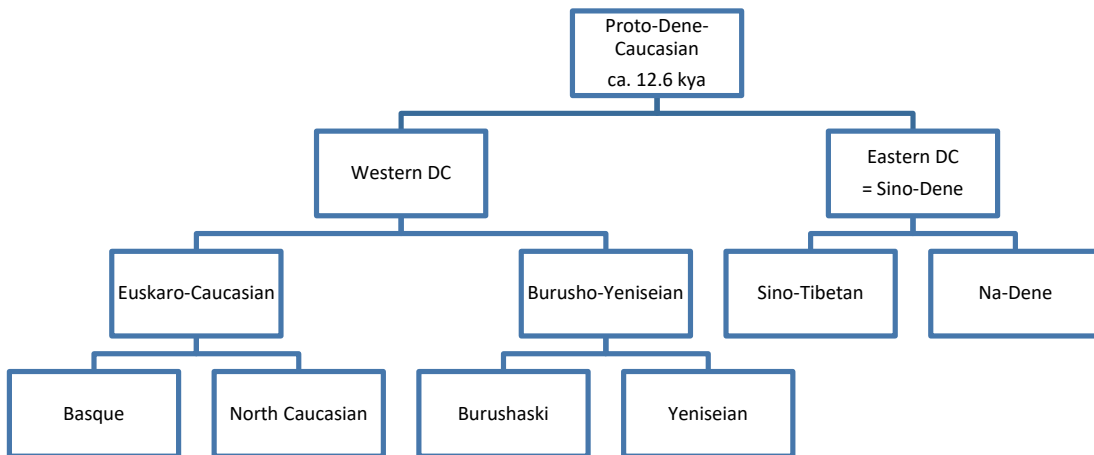 Proto-Dene-
Caucasian
ca. 12.6 kya
Western DC
Eastern DC
= Sino-Dene
Euskaro-Caucasian
Burusho-Yeniseian
Sino-Tibetan
Na-Dene
Basque
North Caucasian
Burushaski
Yeniseian